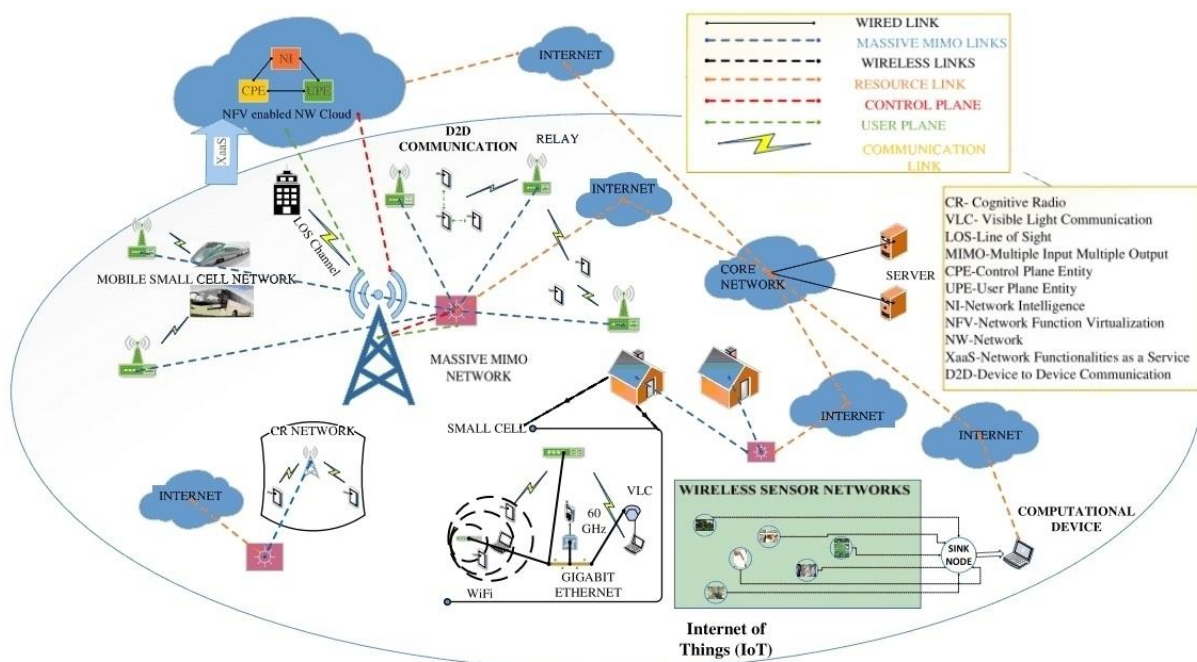 INTERNET
NI
CPE
UPE
NFV enabled NW Cloud
XaaS
WIRED LINK
MASSIVE MIMO LINKS
WIRELESS LINKS
RESOURCE LINK
CONTROL PLANE
USER PLANE
COMMUNICATION
LINK
D2D
COMMUNICATION
RELAY
INTERNET
LOS Channel
MOBILE SMALL CELL NETWORK
CORE
NETWORK
SERVER
CR- Cognitive Radio
VLC- Visible Light Communication
LOS-Line of Sight
MIMO-Multiple Input Multiple Output
CPE-Control Plane Entity
UPE-User Plane Entity
NI-Network Intelligence
NFV-Network Function Virtualization
NW-Network
XaaS-Network Functionalities as a Service
D2D-Device to Device Communication
MASSIVE MIMO
NETWORK
SMALL CELL
INTERNET
INTERNET
CR NETWORK
INTERNET
VLC
60
GHz
WiFi
GIGABIT
ETHERNET
WIRELESS SENSOR NETWORKS
SINK
NODE
COMPUTATIONAL
DEVICE
Internet of
Things (IoT)